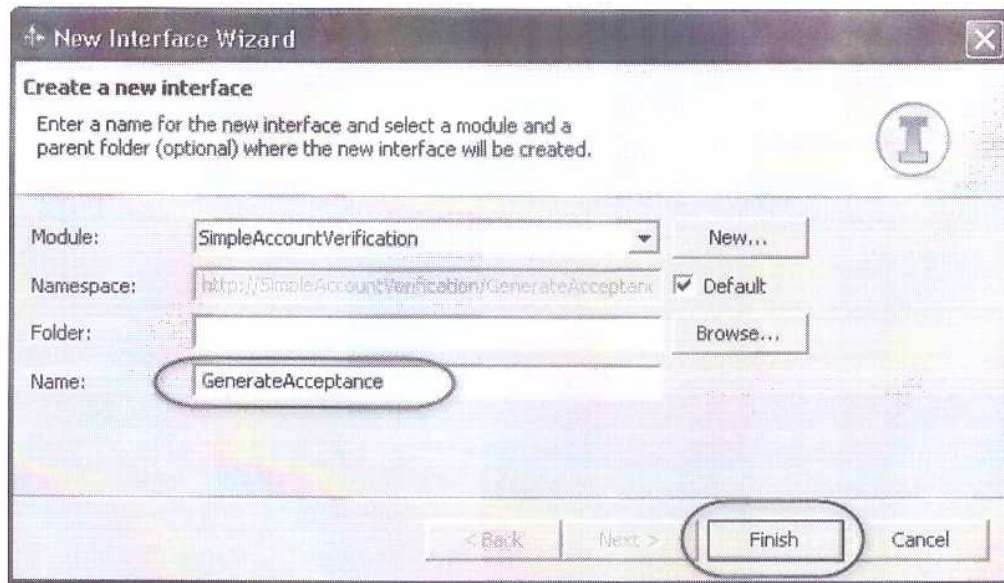 New Interface Wizard
Create a new interface
Enter a name for the new interface and select a module and a
parent folder (optional) where the new interface will be created.
Module: SimpleAccountVerification New...
Namespace: http://SimpleAccountVerification/GenerateAcceptanc Default
Folder: Browse...
Name: GenerateAcceptance
< Back Next > Finish Cancel